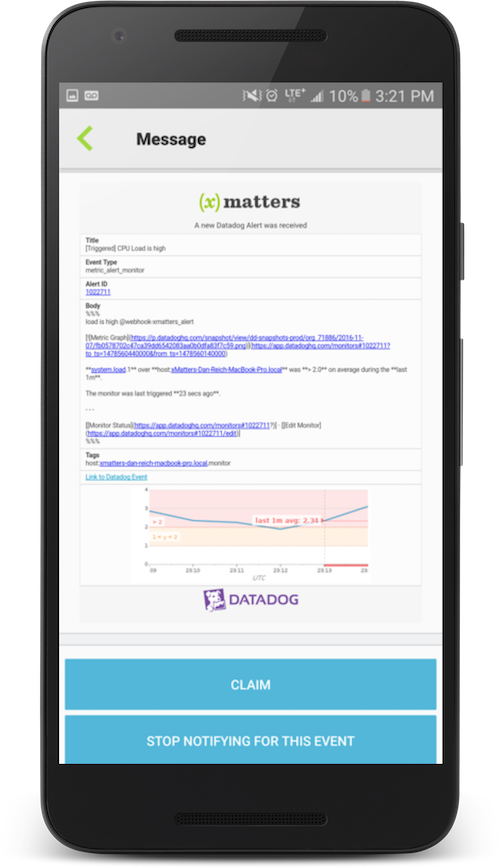 LTE+ 10% 3:21 PM
Message
(x) matters
A new Datadog Alert was received
Title
[Triggered] CPU Load is high
Event Type
metric_alert_monitor
Alert ID
1022711
Body
%%%
load is high @webhook-xmatters_alert
[![Metric Graph](https://p.datadoghq.com/snapshot/view/dd-snapshots-prod/org_71886/2016-11-
07/fb0578702c47ca39dd6542083aa0b0dfa83f7c59.png)](https://app.datadoghq.com/monitors#1022711?
to_ts=1478560440000&from_ts=1478560140000)
**system.load.1** over **host:xMatters-Dan-Reich-MacBook-Pro.local** was **> 2.0** on average during the **last
1m**.
The monitor was last triggered **23 secs ago**.
- - -
[[Monitor Status](https://app.datadoghq.com/monitors#1022711?)] · [[Edit Monitor]
(https://app.datadoghq.com/monitors#1022711/edit)]
%%%
Tags
host:xmatters-dan-reich-macbook-pro.local,monitor
Link to Datadog Event
4
3
> 2
last 1m avg: 2.34
2
1 < y < 2
1
0
09 23:10 23:11 23:12 23:13 23:
UTC
DATADOG
CLAIM
STOP NOTIFYING FOR THIS EVENT